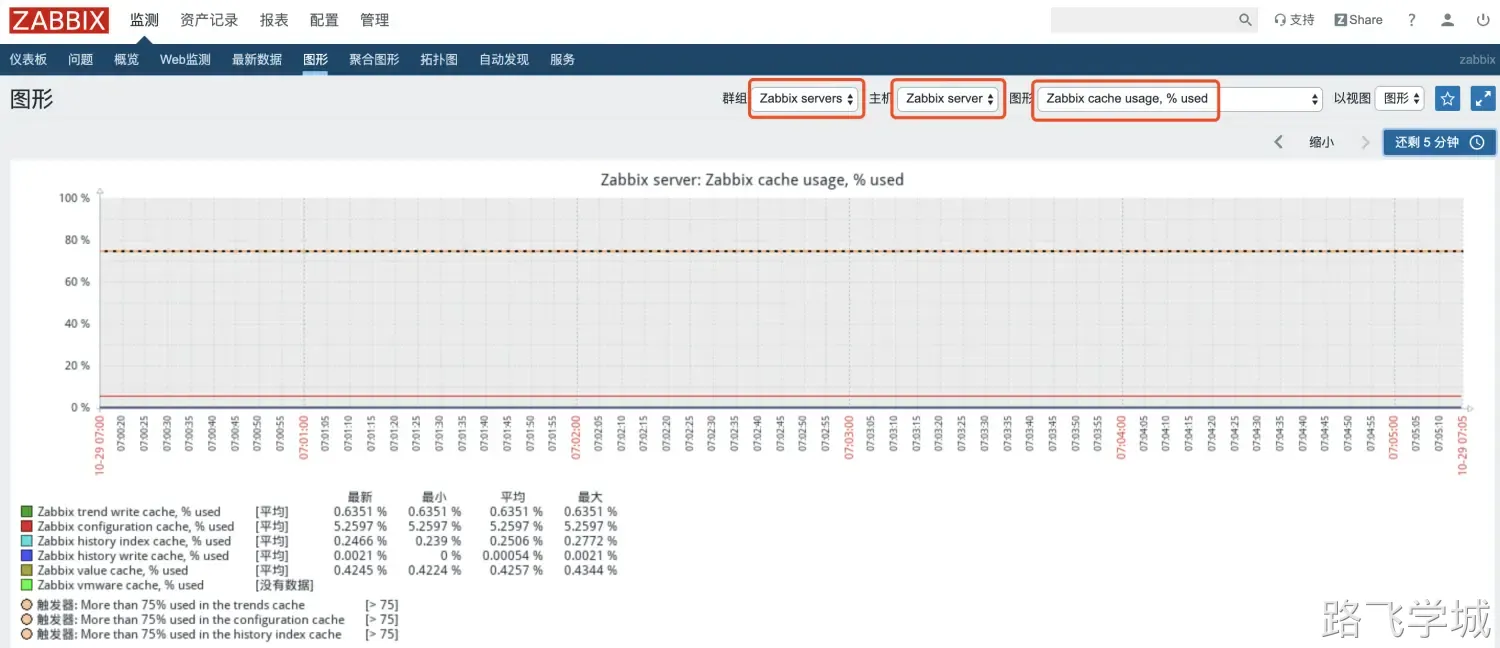 ZABBIX 监测 资产记录 报表 配置 管理 支持 Z Share ?
仪表板 问题 概览 Web监测 最新数据 图形 聚合图形 拓扑图 自动发现 服务 zabbix
图形 群组 Zabbix servers 主机 Zabbix server 图形 Zabbix cache usage, % used 以视图 图形
缩小 还剩 5 分钟
Zabbix server: Zabbix cache usage, % used
100 %
80 %
60 %
40 %
20 %
0 %
10-29 07:00 07:00:20 07:00:25 07:00:30 07:00:35 07:00:40 07:00:45 07:00:50 07:00:55 07:01:00 07:01:05 07:01:10 07:01:15 07:01:20 07:01:25 07:01:30 07:01:35 07:01:40 07:01:45 07:01:50 07:01:55 07:02:00 07:02:05 07:02:10 07:02:15 07:02:20 07:02:25 07:02:30 07:02:35 07:02:40 07:02:45 07:02:50 07:02:55 07:03:00 07:03:05 07:03:10 07:03:15 07:03:20 07:03:25 07:03:30 07:03:35 07:03:40 07:03:45 07:03:50 07:03:55 07:04:00 07:04:05 07:04:10 07:04:15 07:04:20 07:04:25 07:04:30 07:04:35 07:04:40 07:04:45 07:04:50 07:04:55 07:05:00 07:05:05 07:05:10 10-29 07:05
最新 最小 平均 最大
Zabbix trend write cache, % used [平均] 0.6351 % 0.6351 % 0.6351 % 0.6351 %
Zabbix configuration cache, % used [平均] 5.2597 % 5.2597 % 5.2597 % 5.2597 %
Zabbix history index cache, % used [平均] 0.2466 % 0.239 % 0.2506 % 0.2772 %
Zabbix history write cache, % used [平均] 0.0021 % 0 % 0.00054 % 0.0021 %
Zabbix value cache, % used [平均] 0.4245 % 0.4224 % 0.4257 % 0.4344 %
Zabbix vmware cache, % used [没有数据]
触发器: More than 75% used in the trends cache [> 75]
触发器: More than 75% used in the configuration cache [> 75]
触发器: More than 75% used in the history index cache [> 75]
路飞学城